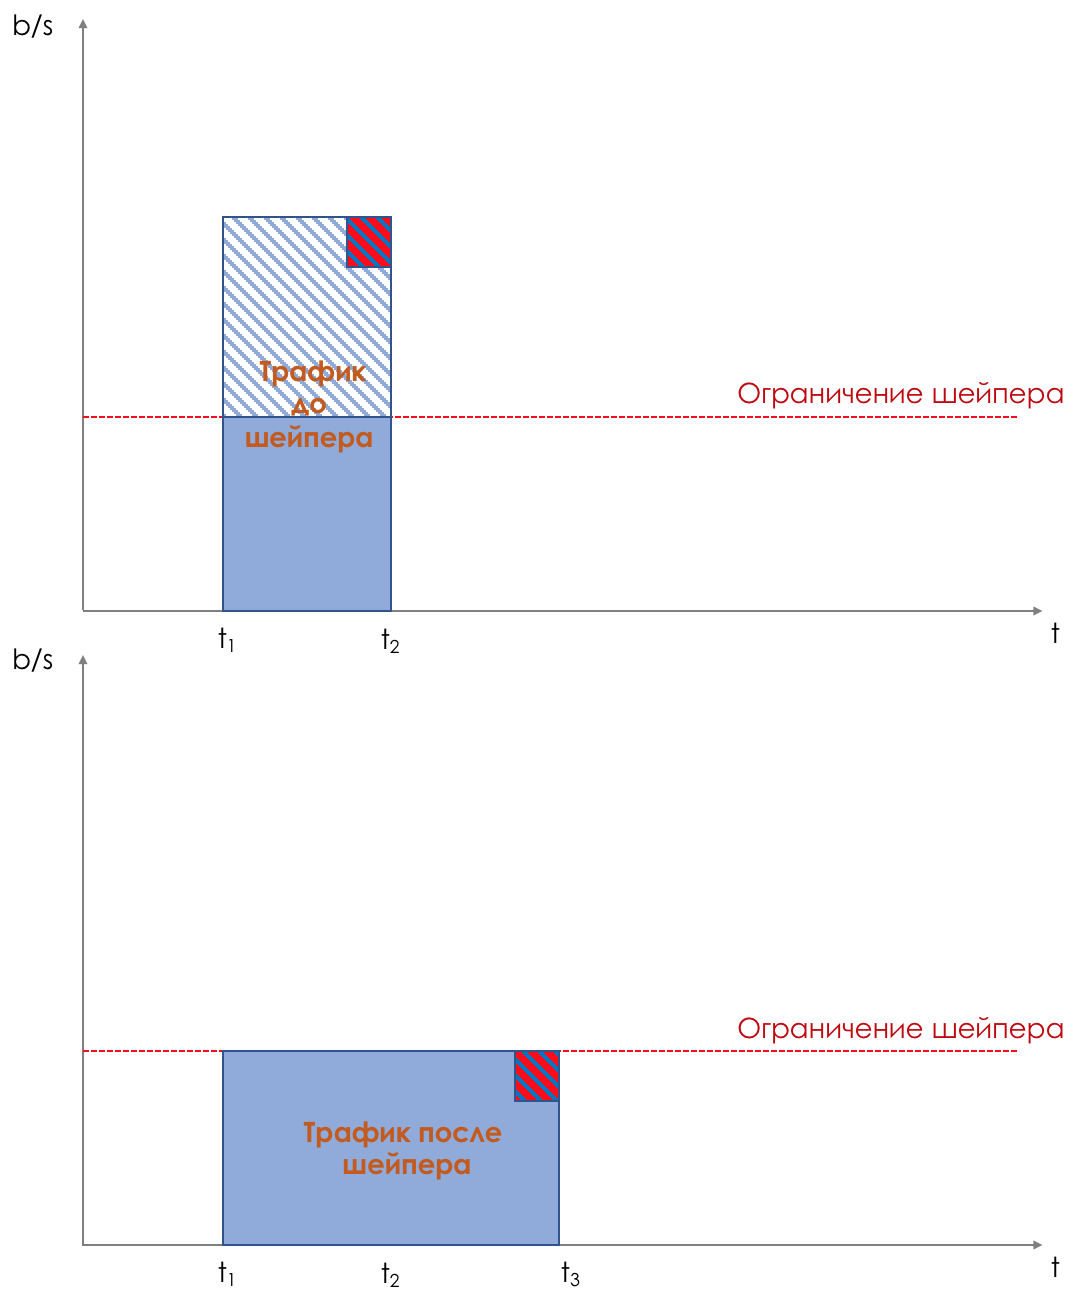 b/s
Трафик
до
шейпера
Ограничение шейпера
t1
t2
t
b/s
Ограничение шейпера
Трафик после
шейпера
t1
t2
t3
t